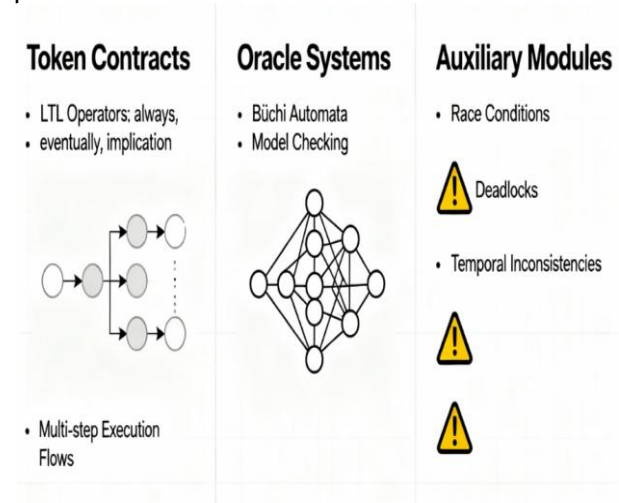 Token Contracts
• LTL Operators; always,
• eventually, implication
• Multi-step Execution
Flows
Oracle Systems
• Büchi Automata
• Model Checking
Auxiliary Modules
• Race Conditions
Deadlocks
• Temporal Inconsistencies